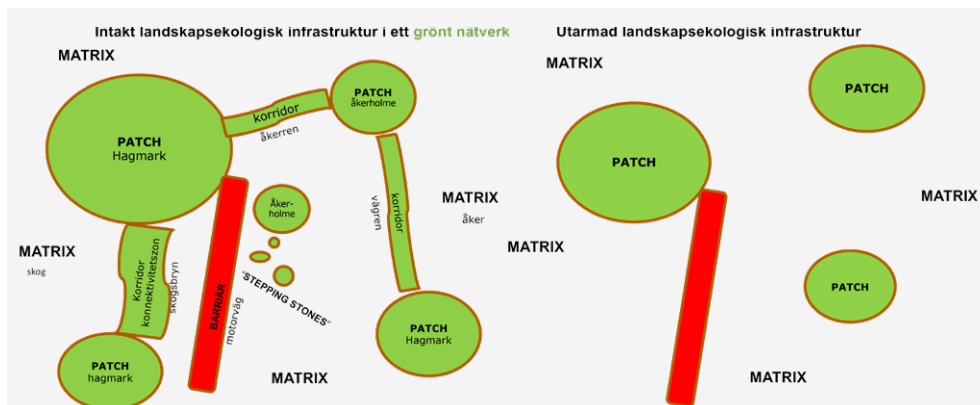 Intakt landskapsekologisk infrastruktur i ett grönt nätverk
MATRIX
PATCH
Hagmark
korridor
åkerren
PATCH
åkerholme
Åker-
holme
korridor
vägren
MATRIX
åker
MATRIX
skog
Korridor
konnektivitetszon
skogsbryn
BARRIÄR
motorväg
"STEPPING STONES"
PATCH
Hagmark
PATCH
hagmark
MATRIX
Utarmad landskapsekologisk infrastruktur
MATRIX
PATCH
PATCH
MATRIX
MATRIX
PATCH
MATRIX